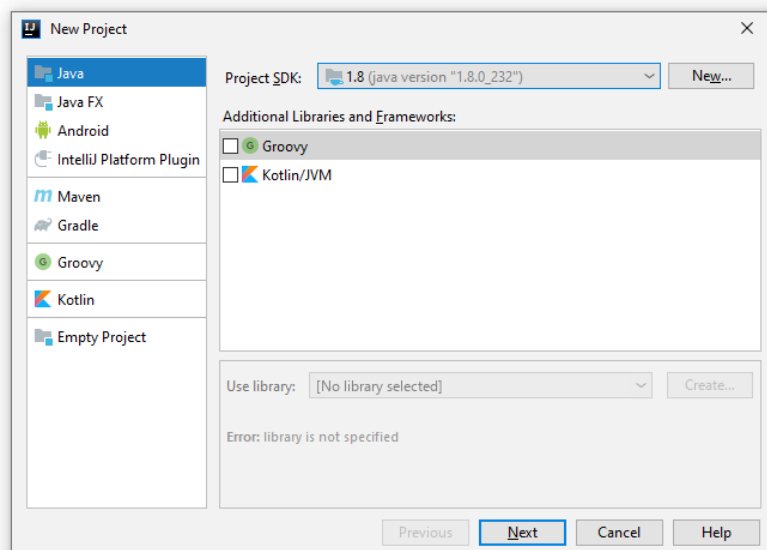 New Project
Java
Java FX
Android
IntelliJ Platform Plugin
Maven
Gradle
Groovy
Kotlin
Empty Project
Project SDK: 1.8 (java version "1.8.0_232") New...
Additional Libraries and Frameworks:
Groovy
Kotlin/JVM
Use library: [No library selected] Create...
Error: library is not specified
Previous Next Cancel Help